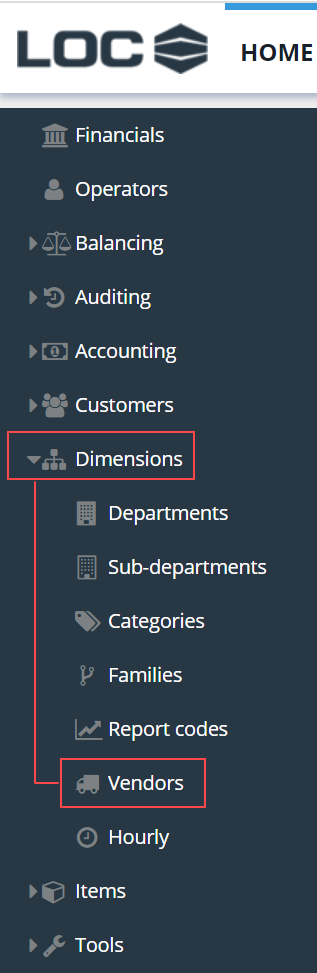 LOC
HOME
Financials
Operators
Balancing
Auditing
Accounting
Customers
Dimensions
Departments
Sub-departments
Categories
Families
Report codes
Vendors
Hourly
Items
Tools